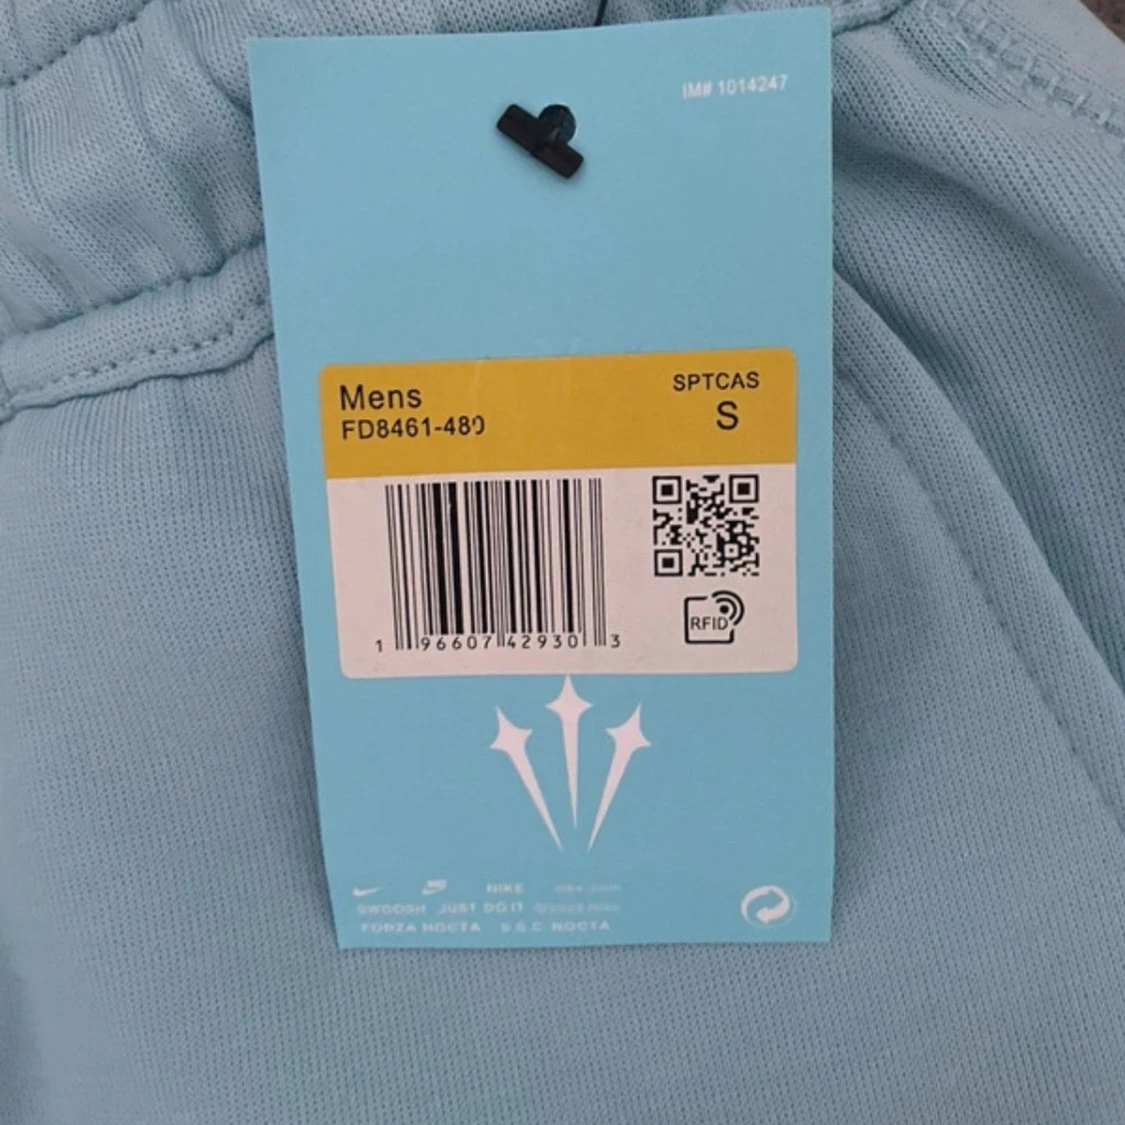 IM# 1014247
Mens
SPTCAS
FD8461-480
S
1 96607 42930 3
RFID
NIKE
SWOOSH JUST DO IT
FORZA NOCTA S.G.C. NOCTA